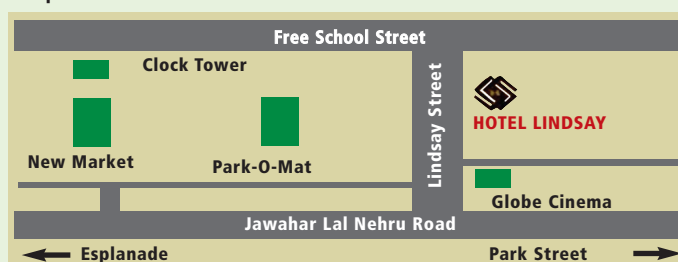 Free School Street
Clock Tower
Lindsay Street
HOTEL LINDSAY
New Market
Park-O-Mat
Globe Cinema
Jawahar Lal Nehru Road
Esplanade
Park Street